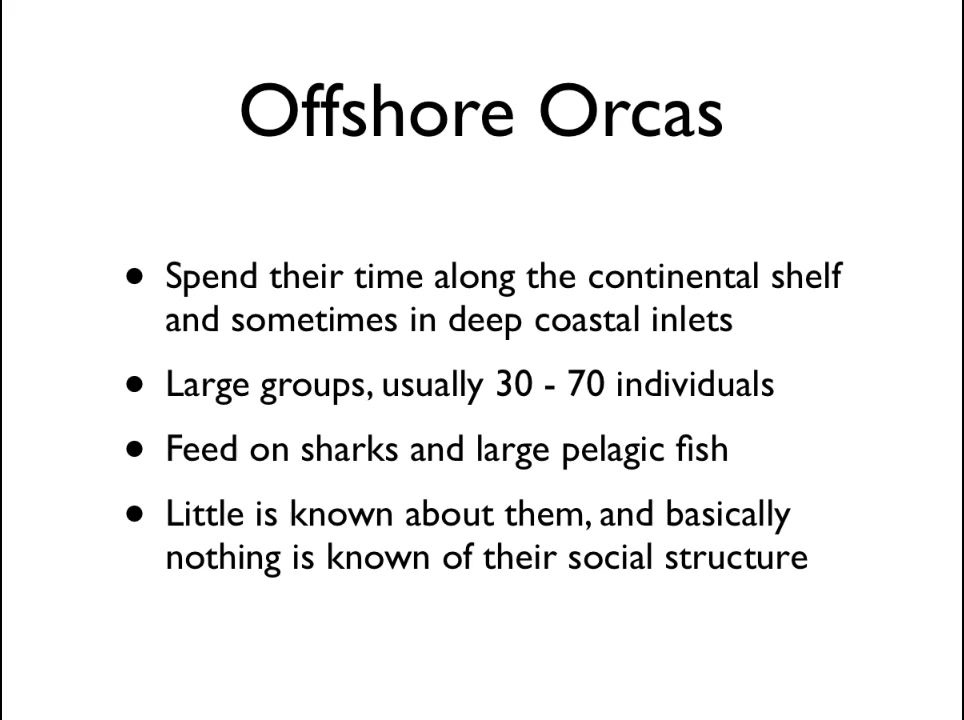 Offshore Orcas
• Spend their time along the continental shelf
and sometimes in deep coastal inlets
• Large groups, usually 30 - 70 individuals
• Feed on sharks and large pelagic fish
• Little is known about them, and basically
nothing is known of their social structure